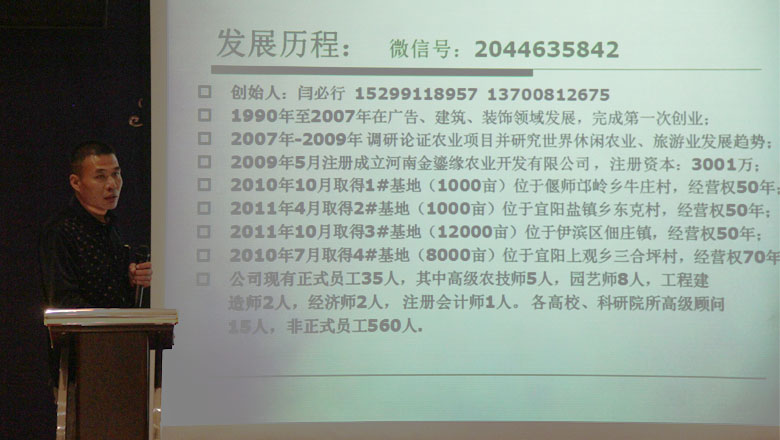 发展历程： 微信号：2044635842
创始人：闫必行 15299118957 13700812675
1990年至2007年在广告、建筑、装饰领域发展，完成第一次创业；
2007年-2009年 调研论证农业项目并研究世界休闲农业、旅游业发展趋势；
2009年5月注册成立河南金鎏缘农业开发有限公司，注册资本：3001万；
2010年10月取得1#基地（1000亩）位于偃师邙岭乡牛庄村，经营权50年
2011年4月取得2#基地（1000亩）位于宜阳盐镇乡东克村，经营权50年；
2011年10月取得3#基地（12000亩）位于伊滨区佃庄镇，经营权50年；
2010年7月取得4#基地（8000亩）位于宜阳上观乡三合坪村，经营权70年
公司现有正式员工35人，其中高级农技师5人，园艺师8人，工程建
造师2人，经济师2人，注册会计师1人。各高校、科研院所高级顾问
15人，非正式员工560人.